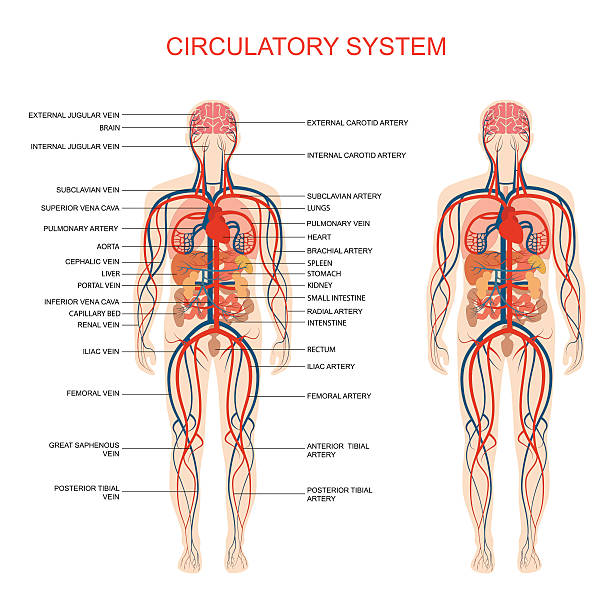 CIRCULATORY SYSTEM
EXTERNAL JUGULAR VEIN
BRAIN
INTERNAL JUGULAR VEIN
SUBCLAVIAN VEIN
SUPERIOR VENA CAVA
PULMONARY ARTERY
AORTA
CEPHALIC VEIN
LIVER
PORTAL VEIN
INFERIOR VENA CAVA
CAPILLARY BED
RENAL VEIN
ILIAC VEIN
FEMORAL VEIN
GREAT SAPHENOUS
VEIN
POSTERIOR TIBIAL
VEIN
EXTERNAL CAROTID ARTERY
INTERNAL CAROTID ARTERY
SUBCLAVIAN ARTERY
LUNGS
PULMONARY VEIN
HEART
BRACHIAL ARTERY
SPLEEN
STOMACH
KIDNEY
SMALL INTESTINE
RADIAL ARTERY
INTENSTINE
RECTUM
ILIAC ARTERY
FEMORAL ARTERY
ANTERIOR TIBIAL
ARTERY
POSTERIOR TIBIAL
ARTERY